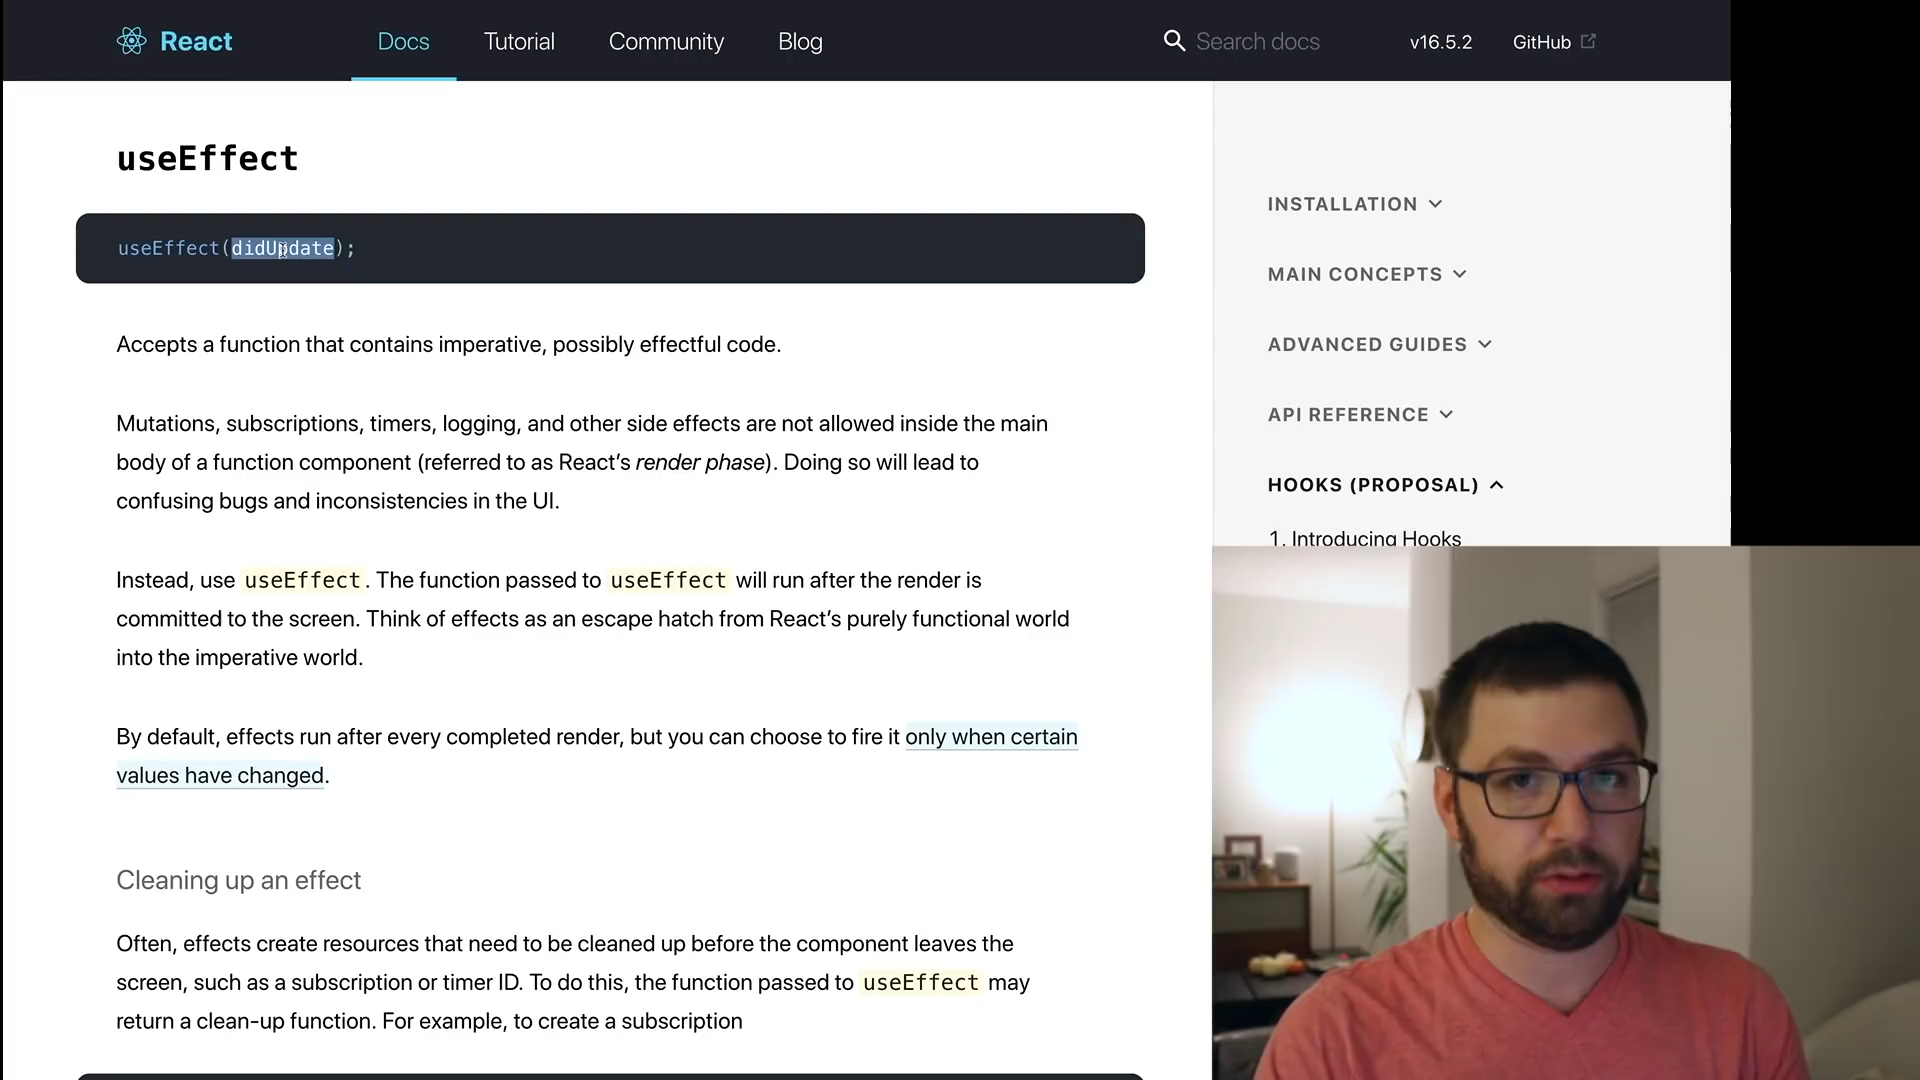 React
Docs
Tutorial
Community
Blog
Search docs
v16.5.2
GitHub
useEffect
useEffect(didUpdate);
Accepts a function that contains imperative, possibly effectful code.
Mutations, subscriptions, timers, logging, and other side effects are not allowed inside the main
body of a function component (referred to as React’s render phase). Doing so will lead to
confusing bugs and inconsistencies in the UI.
Instead, use useEffect. The function passed to useEffect will run after the render is
committed to the screen. Think of effects as an escape hatch from React’s purely functional world
into the imperative world.
By default, effects run after every completed render, but you can choose to fire it only when certain
values have changed.
Cleaning up an effect
Often, effects create resources that need to be cleaned up before the component leaves the
screen, such as a subscription or timer ID. To do this, the function passed to useEffect may
return a clean-up function. For example, to create a subscription
INSTALLATION
MAIN CONCEPTS
ADVANCED GUIDES
API REFERENCE
HOOKS (PROPOSAL)
1. Introducing Hooks